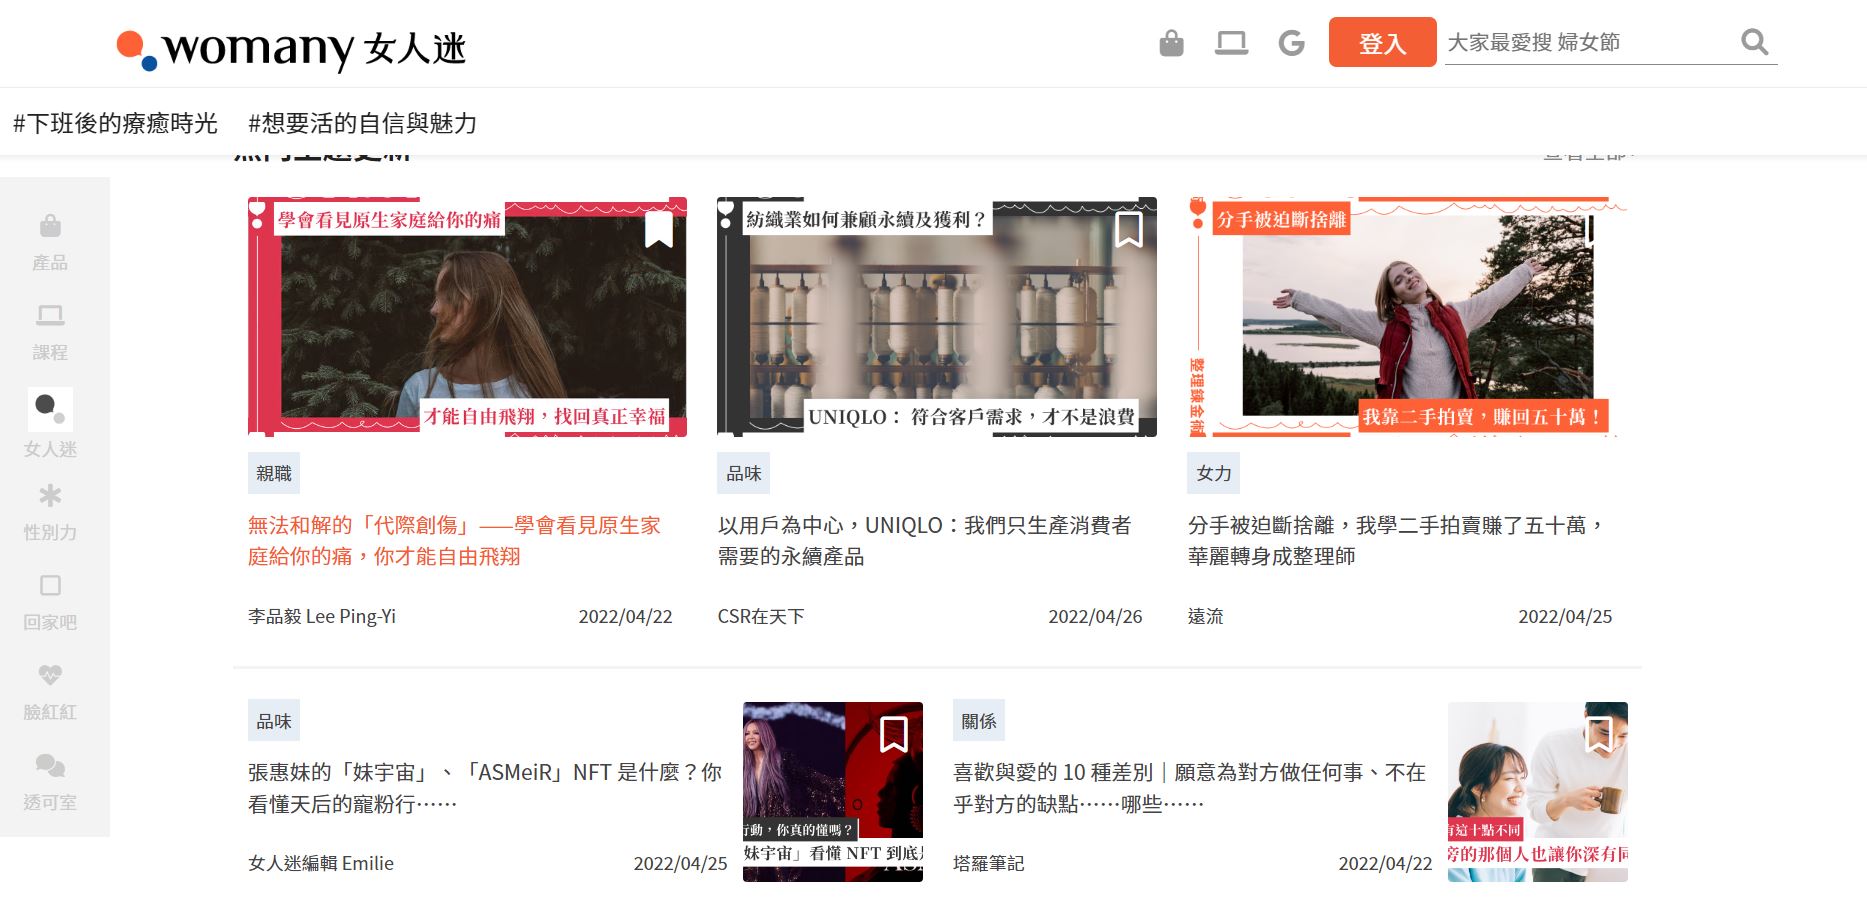 womany 女人迷
登入
大家最愛搜 婦女節
#下班後的療癒時光 #想要活的自信與魅力
熱門主題更新
查看全部
產品
課程
女人迷
性別力
回家吧
臉紅紅
透可室
學會看見原生家庭給你的痛
才能自由飛翔，找回真正幸福
親職
無法和解的「代際創傷」——學會看見原生家
庭給你的痛，你才能自由飛翔
李品毅 Lee Ping-Yi 2022/04/22
紡織業如何兼顧永續及獲利？
UNIQLO： 符合客戶需求，才不是浪費
品味
以用戶為中心，UNIQLO：我們只生產消費者
需要的永續產品
CSR在天下 2022/04/26
分手被迫斷捨離
整理鍊金術
我靠二手拍賣，賺回五十萬！
女力
分手被迫斷捨離，我學二手拍賣賺了五十萬，
華麗轉身成整理師
遠流 2022/04/25
品味
張惠妹的「妹宇宙」、「ASMeiR」NFT 是什麼？你
看懂天后的寵粉行⋯⋯
女人迷編輯 Emilie 2022/04/25
行動，你真的懂嗎？
妹宇宙」看懂 NFT 到底是
關係
喜歡與愛的 10 種差別｜願意為對方做任何事、不在
乎對方的缺點⋯⋯哪些⋯⋯
塔羅筆記 2022/04/22
有這十點不同
旁的那個人也讓你深有同